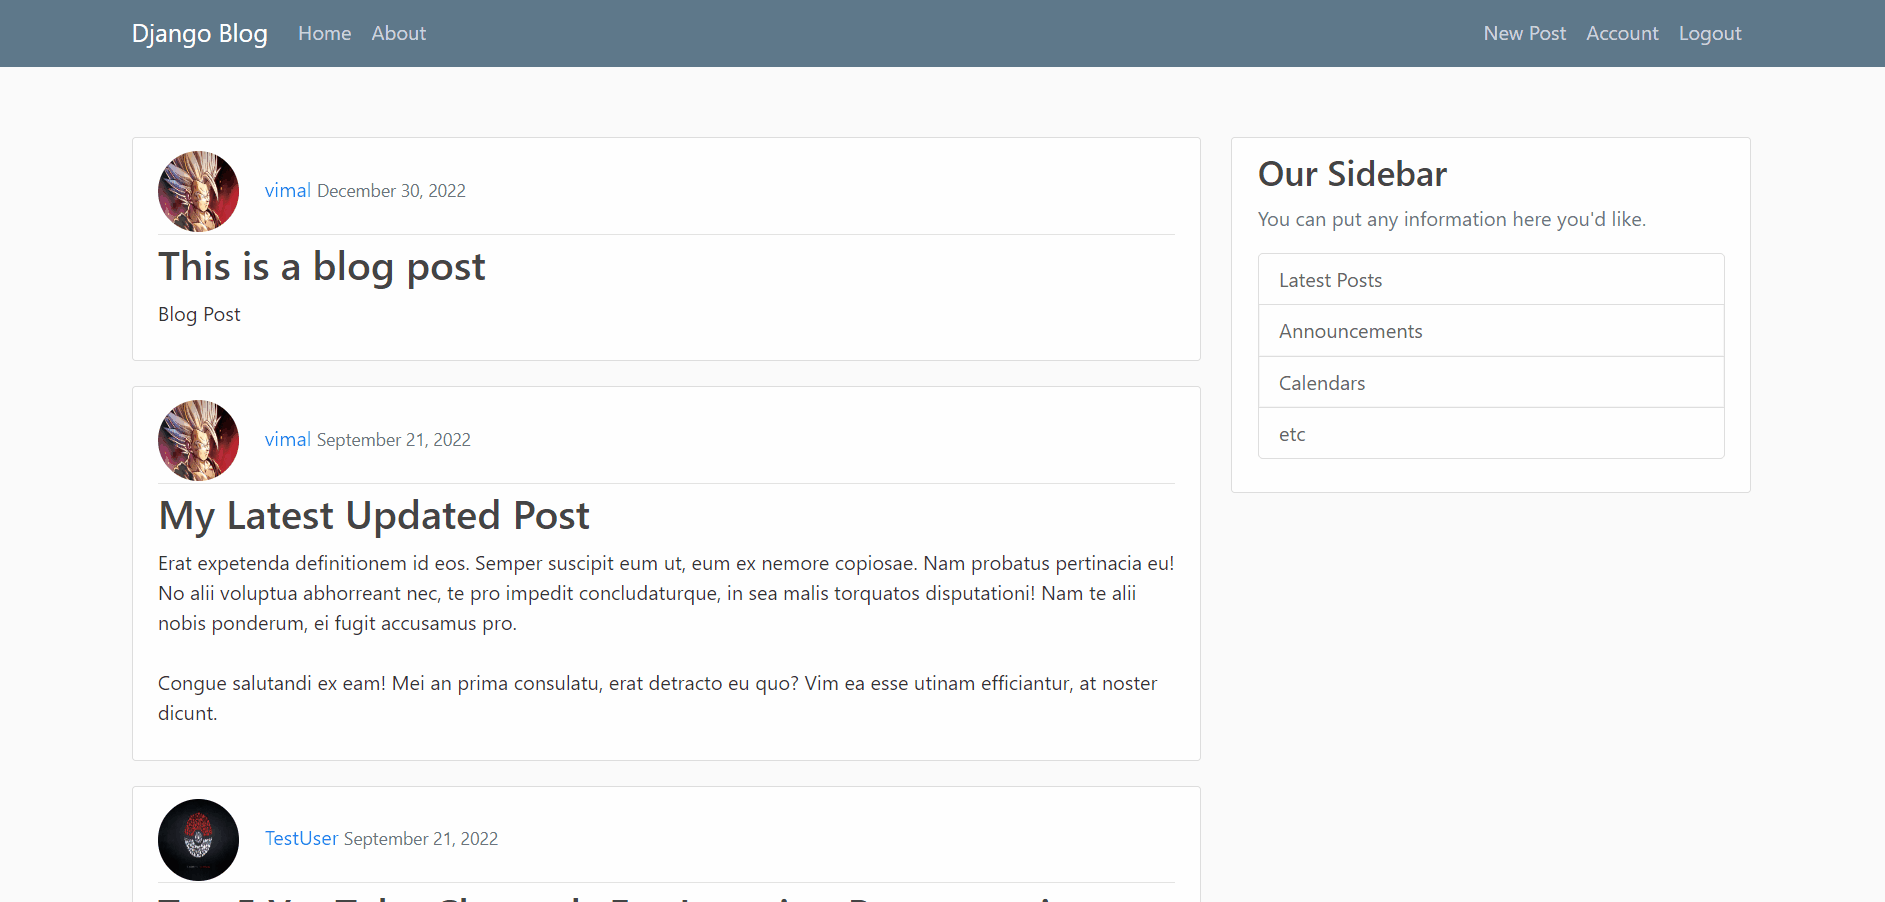 Django Blog Home About New Post Account Logout
vimal December 30, 2022
This is a blog post
Blog Post
vimal September 21, 2022
My Latest Updated Post
Erat expetenda definitionem id eos. Semper suscipit eum ut, eum ex nemore copiosae. Nam probatus pertinacia eu!
No alii voluptua abhorreant nec, te pro impedit concludaturque, in sea malis torquatos disputationi! Nam te alii
nobis ponderum, ei fugit accusamus pro.
Congue salutandi ex eam! Mei an prima consulatu, erat detracto eu quo? Vim ea esse utinam efficiantur, at noster
dicunt.
TestUser September 21, 2022
Our Sidebar
You can put any information here you'd like.
Latest Posts
Announcements
Calendars
etc